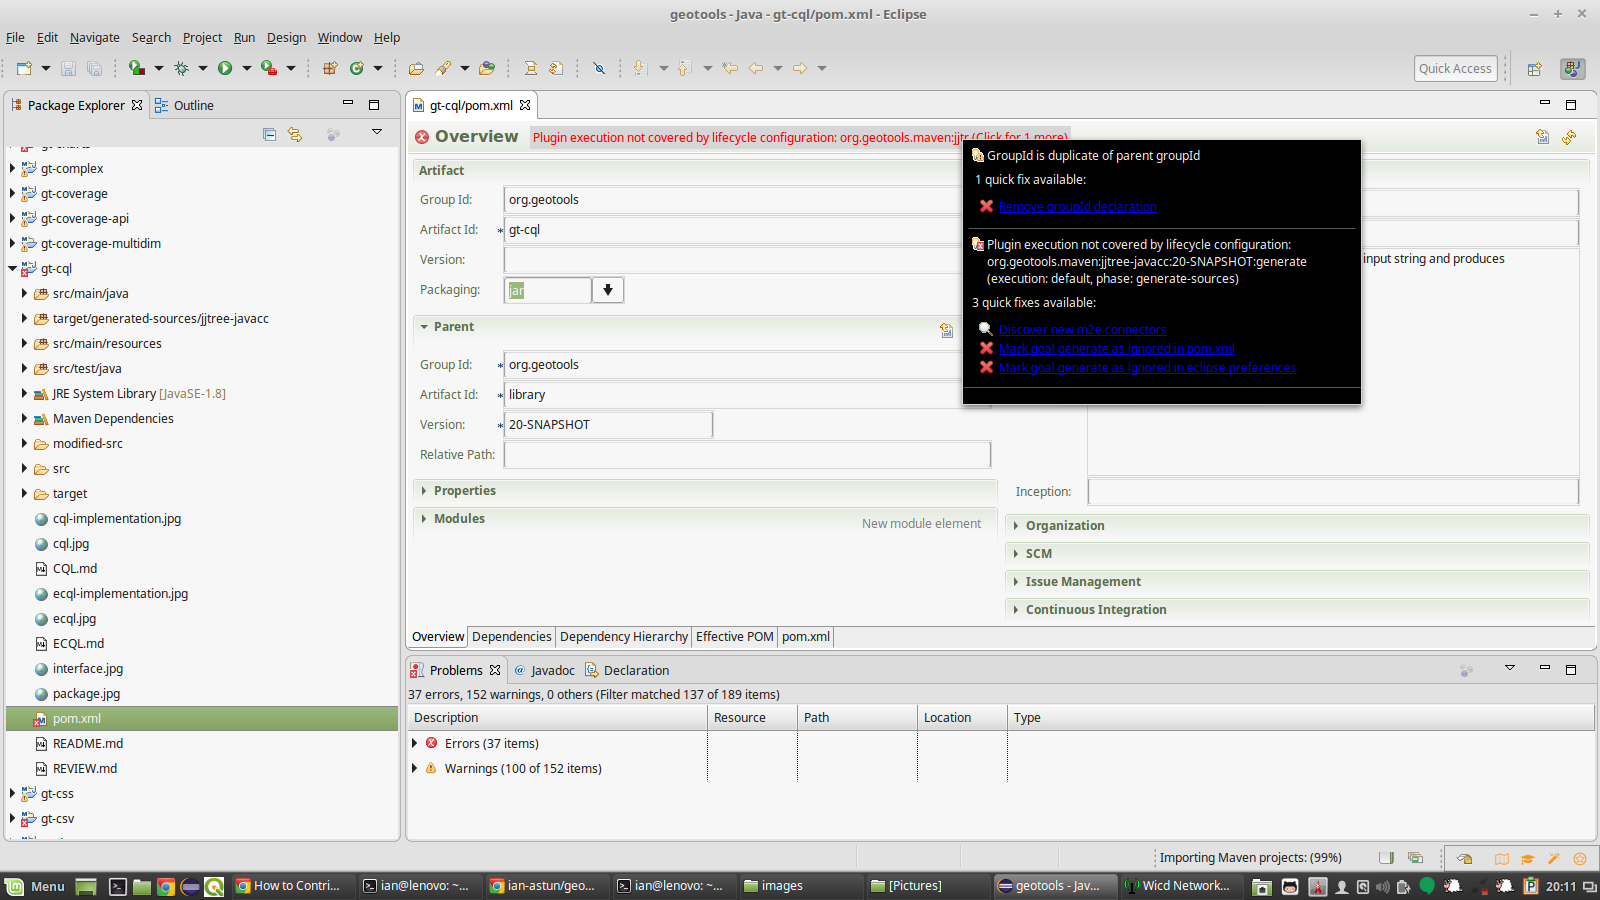 geotools - Java - gt-cql/pom.xml - Eclipse
File Edit Navigate Search Project Run Design Window Help
Quick Access
Package Explorer
Outline
gt-complex
gt-coverage
gt-coverage-api
gt-coverage-multidim
gt-cql
src/main/java
target/generated-sources/jjtree-javacc
src/main/resources
src/test/java
JRE System Library [JavaSE-1.8]
Maven Dependencies
modified-src
src
target
cql-implementation.jpg
cql.jpg
CQL.md
ecql-implementation.jpg
ecql.jpg
ECQL.md
interface.jpg
package.jpg
pom.xml
README.md
REVIEW.md
gt-css
gt-csv
gt-cql/pom.xml
Overview
Plugin execution not covered by lifecycle configuration: org.geotools.maven:jjtr (Click for 1 more)
Artifact
Group Id: org.geotools
Artifact Id: * gt-cql
Version:
Packaging: jar
Parent
Group Id: * org.geotools
Artifact Id: * library
Version: * 20-SNAPSHOT
Relative Path:
Properties
Modules
New module element
GroupId is duplicate of parent groupId
1 quick fix available:
Remove groupId declaration
Plugin execution not covered by lifecycle configuration:
org.geotools.maven:jjtree-javacc:20-SNAPSHOT:generate
(execution: default, phase: generate-sources)
3 quick fixes available:
Discover new m2e connectors
Mark goal generate as ignored in pom.xml
Mark goal generate as ignored in eclipse preferences
input string and produces
Inception:
Organization
SCM
Issue Management
Continuous Integration
Overview Dependencies Dependency Hierarchy Effective POM pom.xml
Problems @ Javadoc Declaration
37 errors, 152 warnings, 0 others (Filter matched 137 of 189 items)
Description Resource Path Location Type
Errors (37 items)
Warnings (100 of 152 items)
Importing Maven projects: (99%)
Menu
How to Contri...
ian@lenovo: ~...
ian-astun/geo...
ian@lenovo: ~...
images
[Pictures]
geotools - Jav...
Wicd Network...
20:11